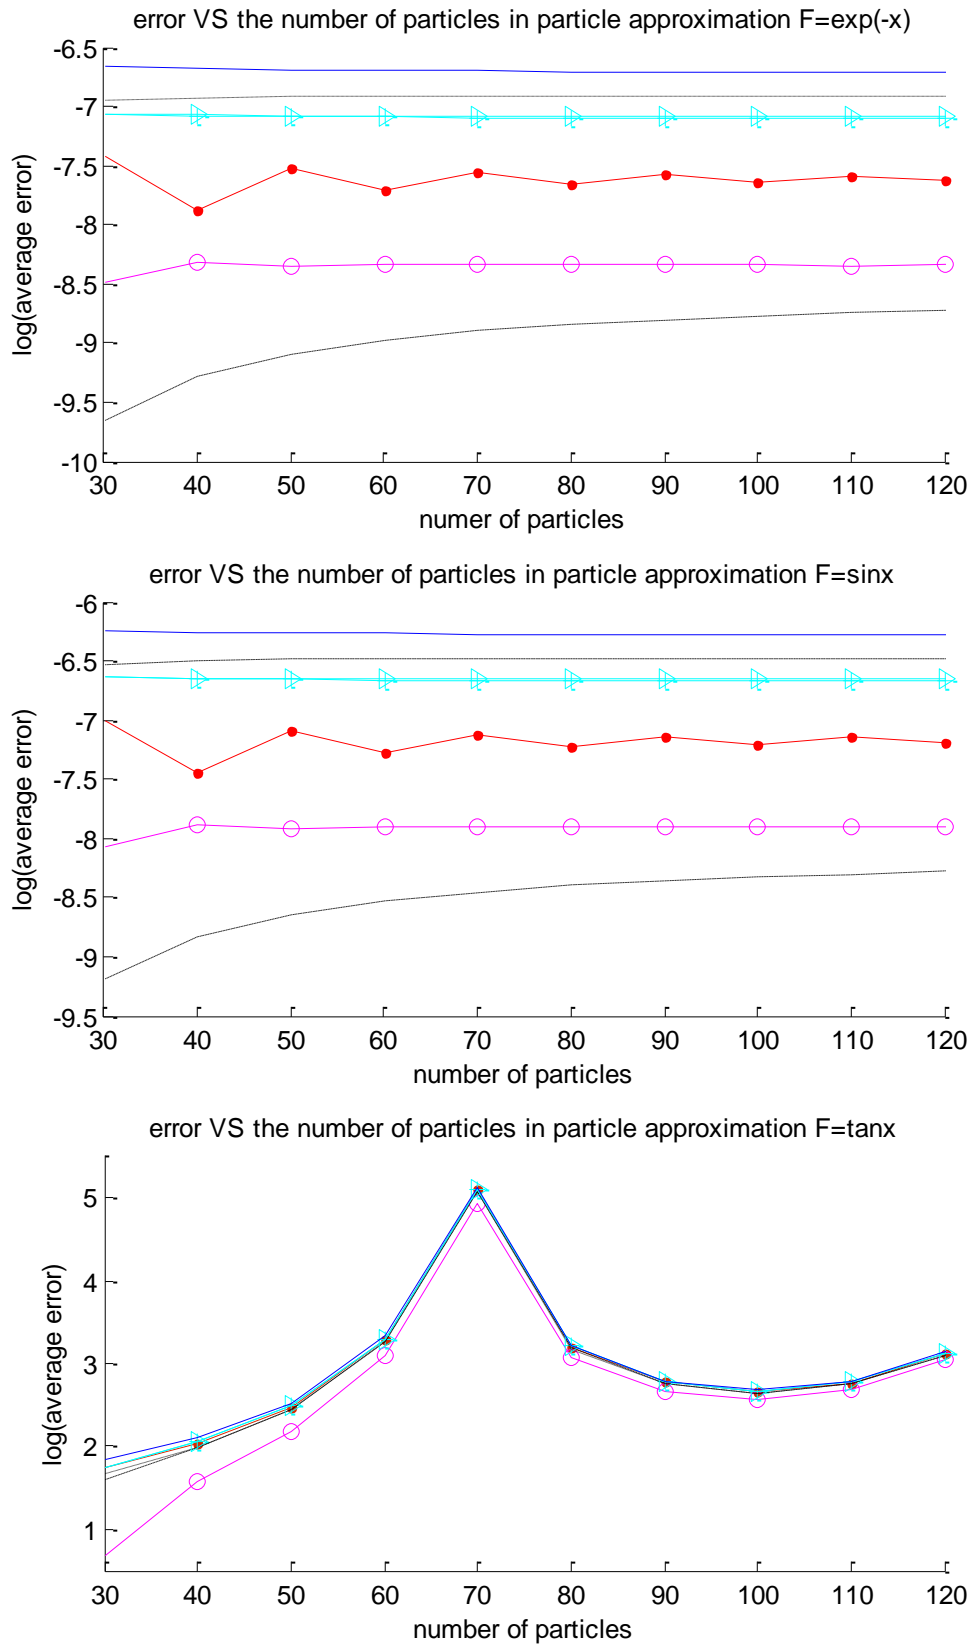 error VS the number of particles in particle approximation F=exp(-x)
-6.5
-7
-7.5
-8
-8.5
-9
-9.5
-10
log(average error)
30 40 50 60 70 80 90 100 110 120
numer of particles
error VS the number of particles in particle approximation F=sinx
-6
-6.5
-7
-7.5
-8
-8.5
-9
-9.5
log(average error)
30 40 50 60 70 80 90 100 110 120
number of particles
error VS the number of particles in particle approximation F=tanx
5
4
3
2
1
log(average error)
30 40 50 60 70 80 90 100 110 120
number of particles